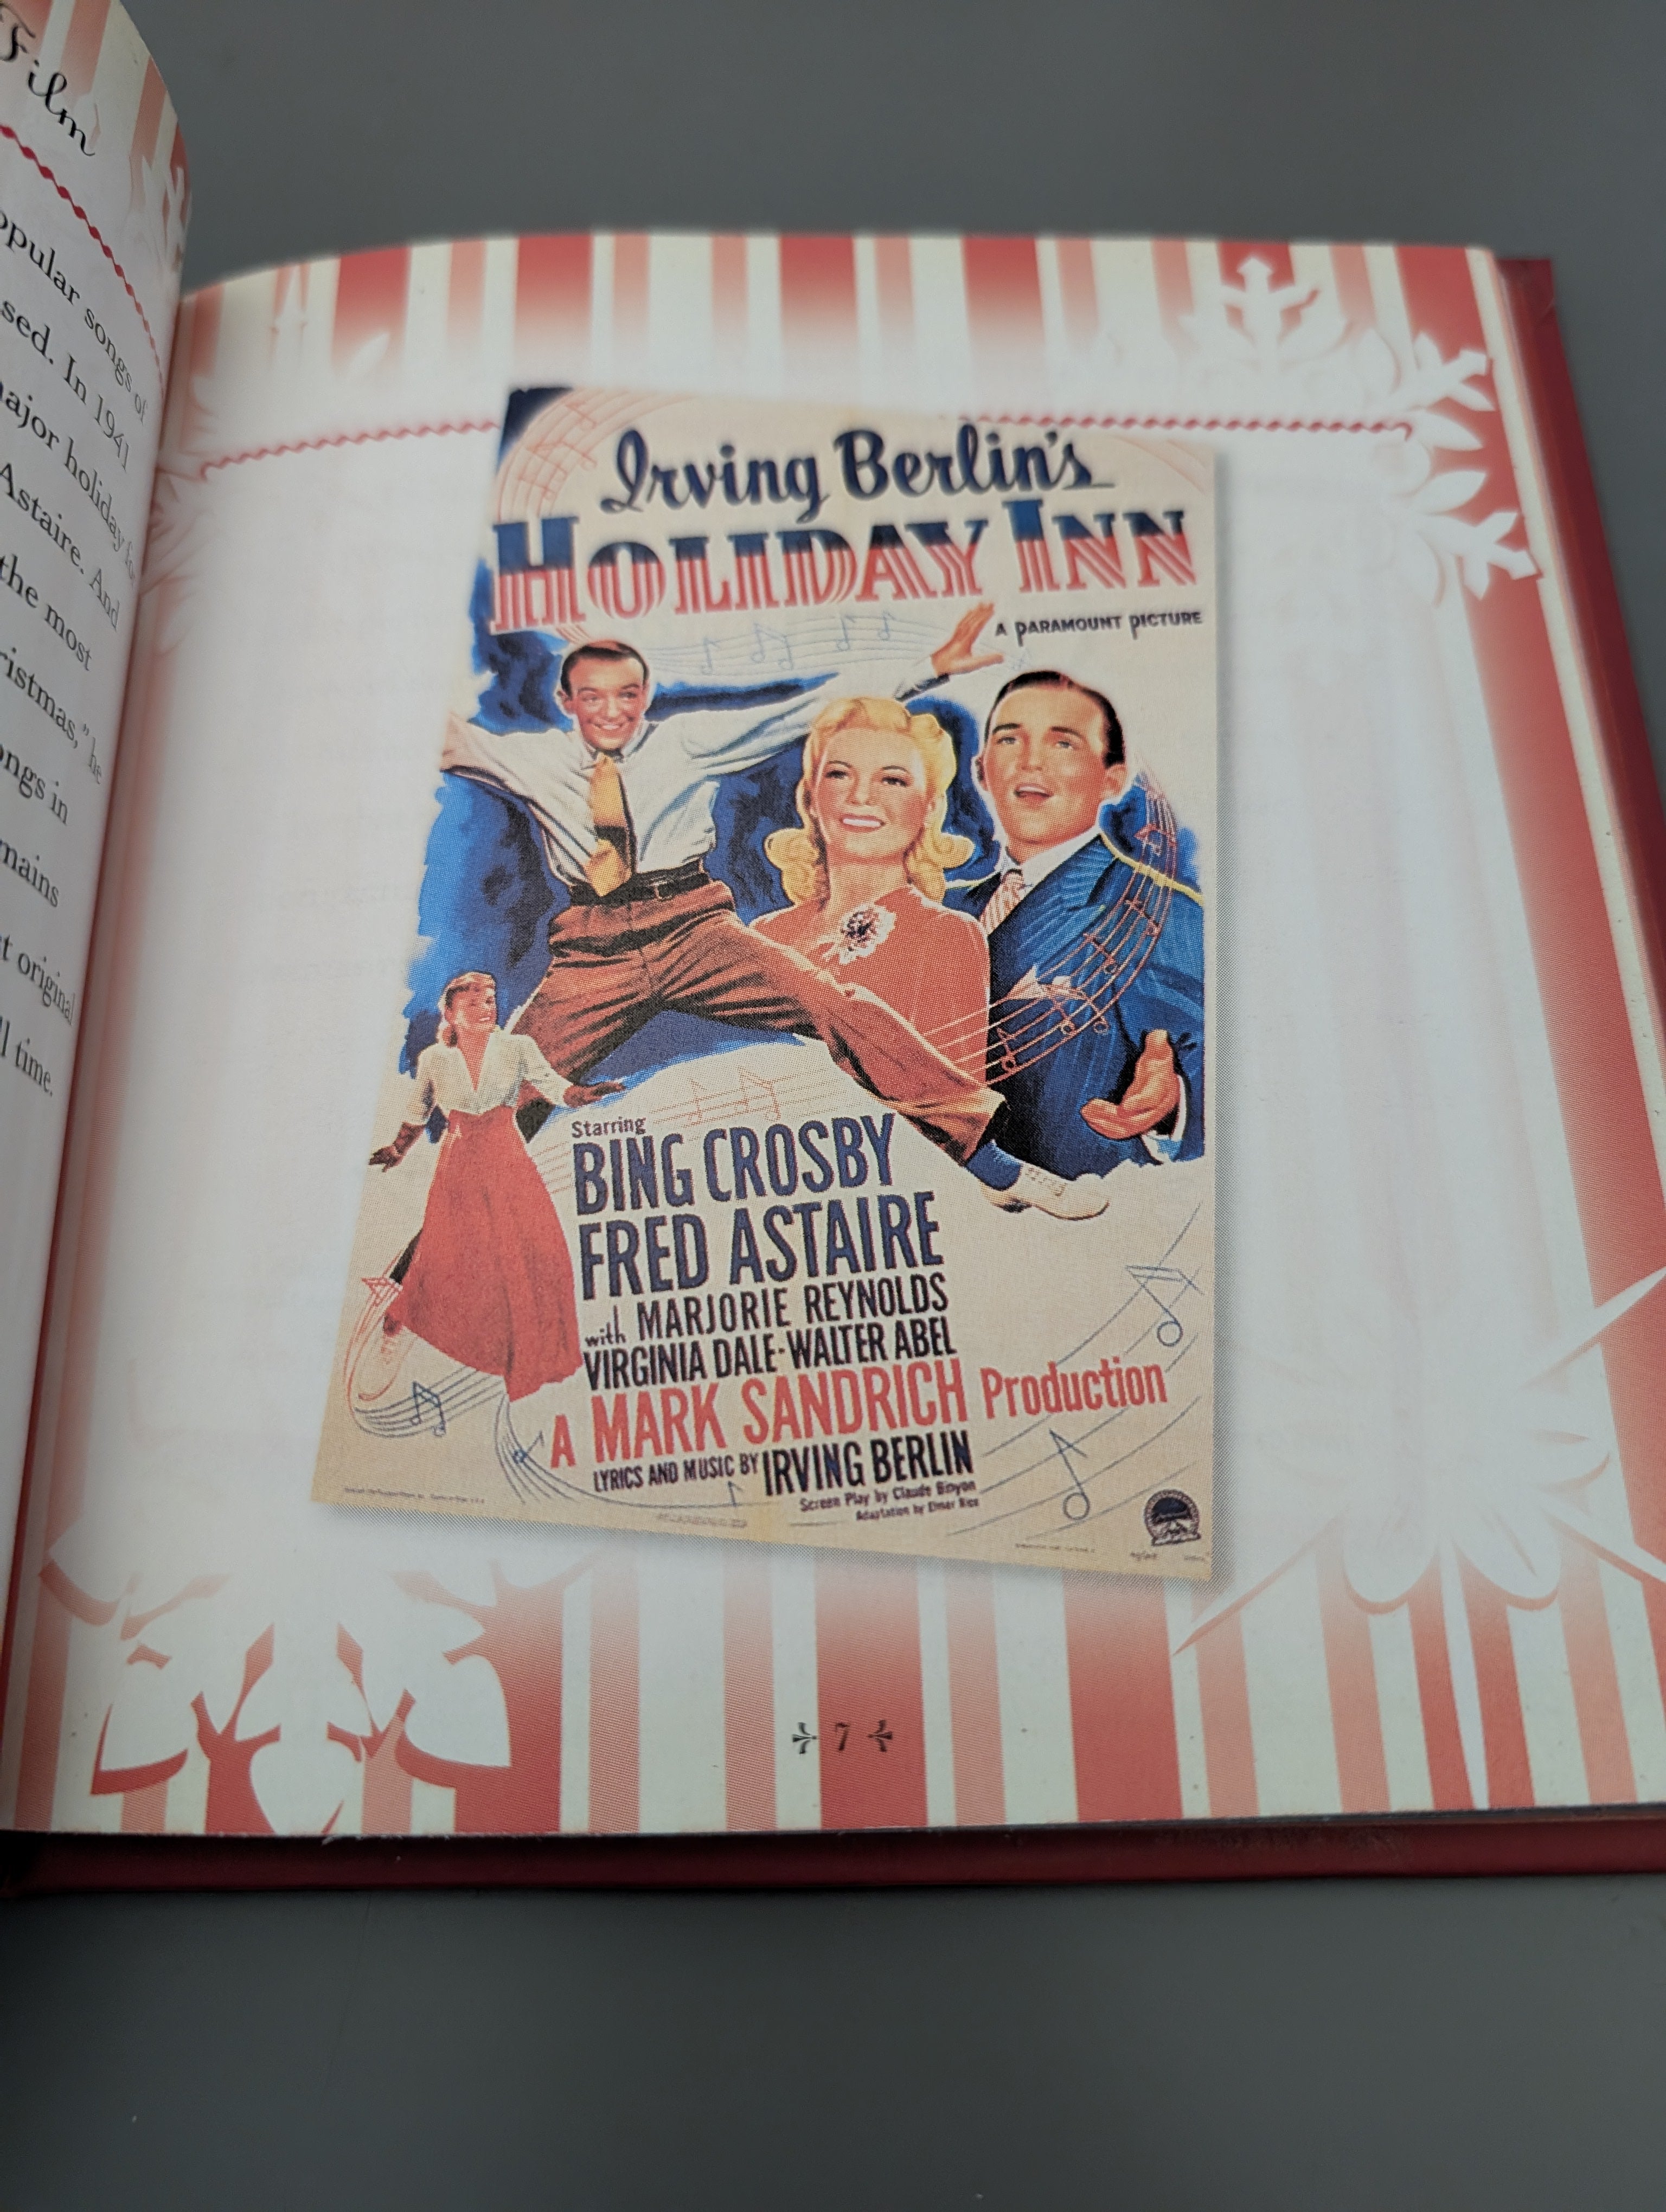 Film
opular songs of
sed. In 1941
ajor holiday
Astaire. And
the most
ristmas," he
ongs in
mains
t original
ll time.
Irving Berlin's
HOLIDAY INN
A PARAMOUNT PICTURE
Starring
BING CROSBY
FRED ASTAIRE
with MARJORIE REYNOLDS
VIRGINIA DALE·WALTER ABEL
A MARK SANDRICH Production
LYRICS AND MUSIC BY IRVING BERLIN
Screen Play by Claude Binyon
Adaptation by Elmer Rice
7